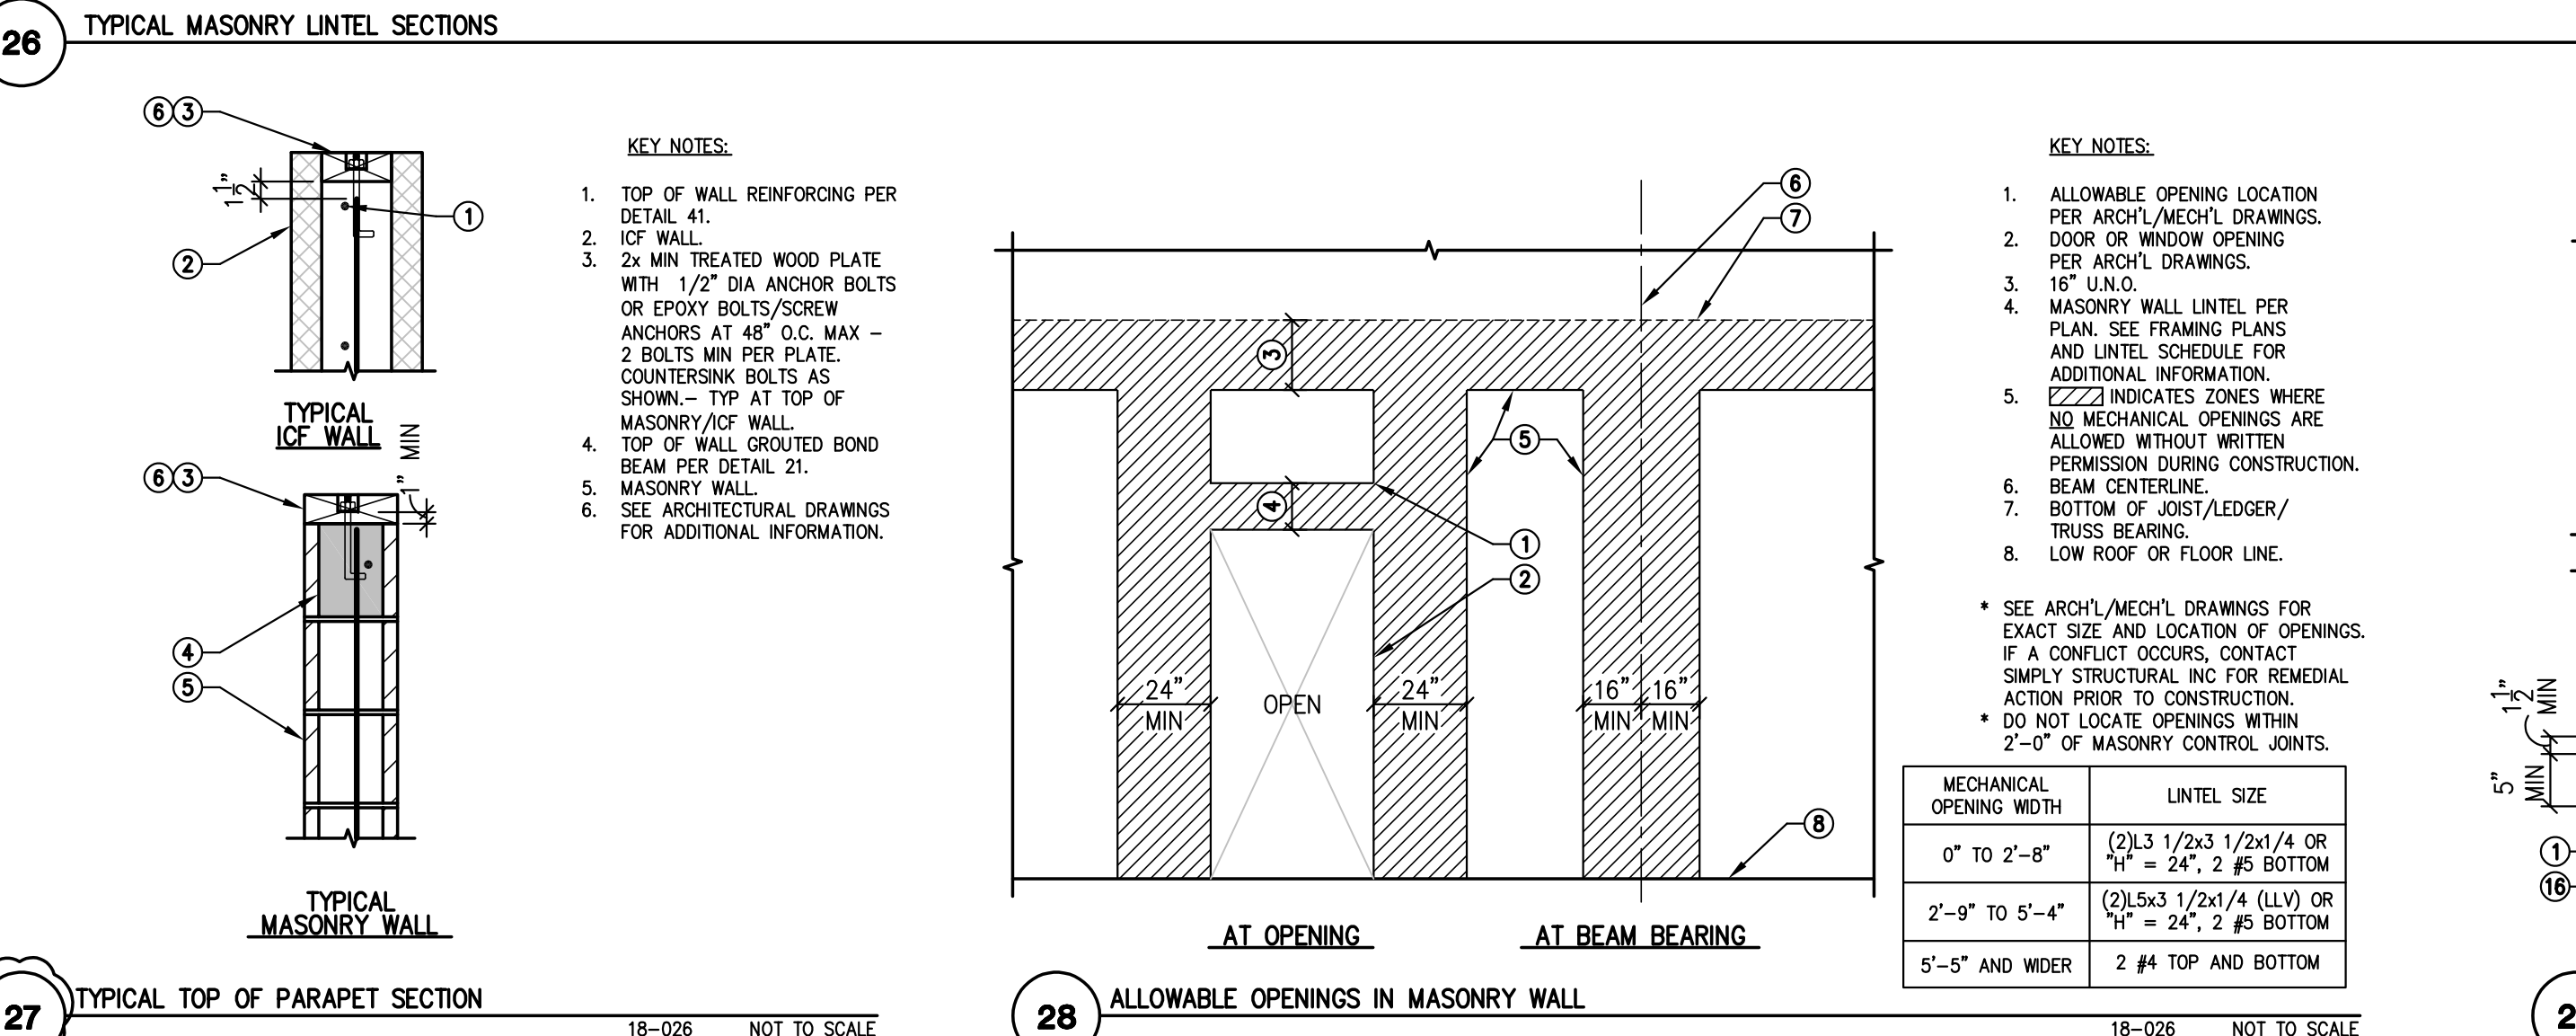 26
TYPICAL MASONRY LINTEL SECTIONS
6 3
1 1/2"
1
2
TYPICAL
ICF WALL
6 3
1" MIN
4
5
TYPICAL
MASONRY WALL
KEY NOTES:
1. TOP OF WALL REINFORCING PER
DETAIL 41.
2. ICF WALL.
3. 2x MIN TREATED WOOD PLATE
WITH 1/2" DIA ANCHOR BOLTS
OR EPOXY BOLTS/SCREW
ANCHORS AT 48" O.C. MAX –
2 BOLTS MIN PER PLATE.
COUNTERSINK BOLTS AS
SHOWN.– TYP AT TOP OF
MASONRY/ICF WALL.
4. TOP OF WALL GROUTED BOND
BEAM PER DETAIL 21.
5. MASONRY WALL.
6. SEE ARCHITECTURAL DRAWINGS
FOR ADDITIONAL INFORMATION.
27
TYPICAL TOP OF PARAPET SECTION
18–026 NOT TO SCALE
6
7
3
5
4
1
2
24"
MIN
OPEN
24"
MIN
16" 16"
MIN MIN
8
AT OPENING
AT BEAM BEARING
KEY NOTES:
1. ALLOWABLE OPENING LOCATION
PER ARCH'L/MECH'L DRAWINGS.
2. DOOR OR WINDOW OPENING
PER ARCH'L DRAWINGS.
3. 16" U.N.O.
4. MASONRY WALL LINTEL PER
PLAN. SEE FRAMING PLANS
AND LINTEL SCHEDULE FOR
ADDITIONAL INFORMATION.
5. INDICATES ZONES WHERE
NO MECHANICAL OPENINGS ARE
ALLOWED WITHOUT WRITTEN
PERMISSION DURING CONSTRUCTION.
6. BEAM CENTERLINE.
7. BOTTOM OF JOIST/LEDGER/
TRUSS BEARING.
8. LOW ROOF OR FLOOR LINE.
* SEE ARCH'L/MECH'L DRAWINGS FOR
EXACT SIZE AND LOCATION OF OPENINGS.
IF A CONFLICT OCCURS, CONTACT
SIMPLY STRUCTURAL INC FOR REMEDIAL
ACTION PRIOR TO CONSTRUCTION.
* DO NOT LOCATE OPENINGS WITHIN
2'–0" OF MASONRY CONTROL JOINTS.
MECHANICAL
OPENING WIDTH
LINTEL SIZE
0" TO 2'–8"
(2)L3 1/2x3 1/2x1/4 OR
"H" = 24", 2 #5 BOTTOM
2'–9" TO 5'–4"
(2)L5x3 1/2x1/4 (LLV) OR
"H" = 24", 2 #5 BOTTOM
5'–5" AND WIDER
2 #4 TOP AND BOTTOM
28
ALLOWABLE OPENINGS IN MASONRY WALL
18–026 NOT TO SCALE
1 1/2"
MIN
5"
MIN
1
16